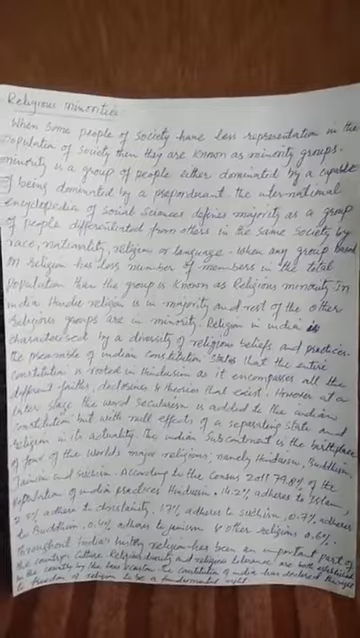 Religious minorities
When some people of society have less representation in the
population of society then they are known as minority groups.
minority is a group of people either dominated by a capable
of being dominated by a preponduant. the international
encyclopedia of social sciences defines majority as a group
of people differentiated from others in the same society by
race, nationality, religion or language. When any group based
on religion has less number of members in the total
population than the group is known as Religious minority. In
india Hindu religion is in majority and rest of the other
Religious groups are in minority. Religion in india is
characterised by a diversity of religious beliefs and practices.
the preamble of indian constitution states that the entire
constitution is rooted in Hinduism as it encompasses all the
different faiths, doctrines & theories that exist. However at a
later stage the word secularism is added to the indian
constitution but with null effects of a separating state and
religion in its actuality. The indian Subcontinent is the birthplace
of four of the worlds major religions; namely Hinduism, Buddhism,
Jainism and Sikhism. According to the census 2011 79.8% of the
population of india practices Hinduism, 14.2% adheres to Islam,
adheres to christianity, 1.7% adheres to sikhism, 0.7% adheres
to Buddhism, 0.4% adheres to jainism & other religions 0.6%.
Throughout India's history religion has been an important part of
the country's culture. Religious diversity and religious tolerance are both established
in the country by the law & custom. the constitution of india has declared the right
to freedom of religion to be a fundamental right